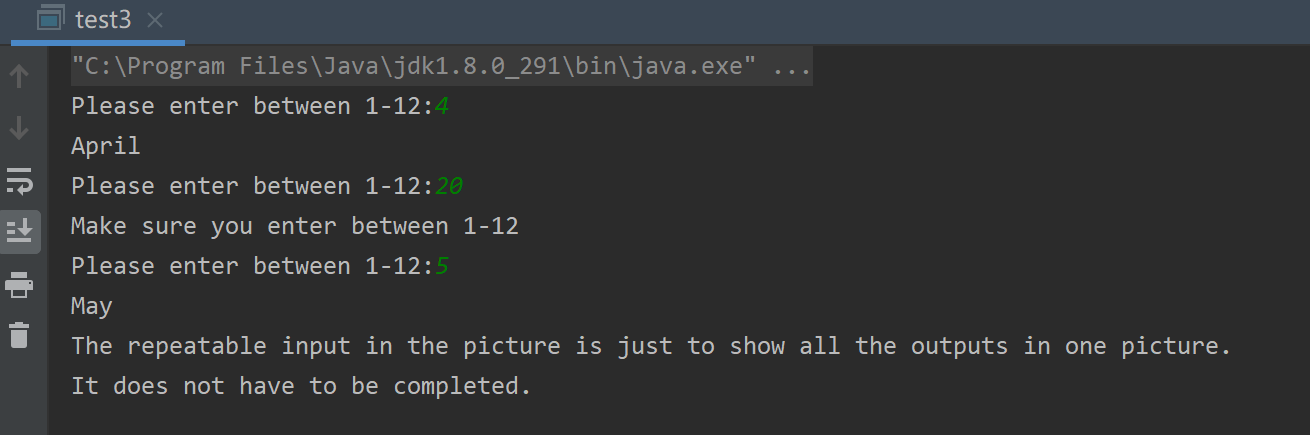 test3
"C:\Program Files\Java\jdk1.8.0_291\bin\java.exe" ...
Please enter between 1-12:4
April
Please enter between 1-12:20
Make sure you enter between 1-12
Please enter between 1-12:5
May
The repeatable input in the picture is just to show all the outputs in one picture.
It does not have to be completed.